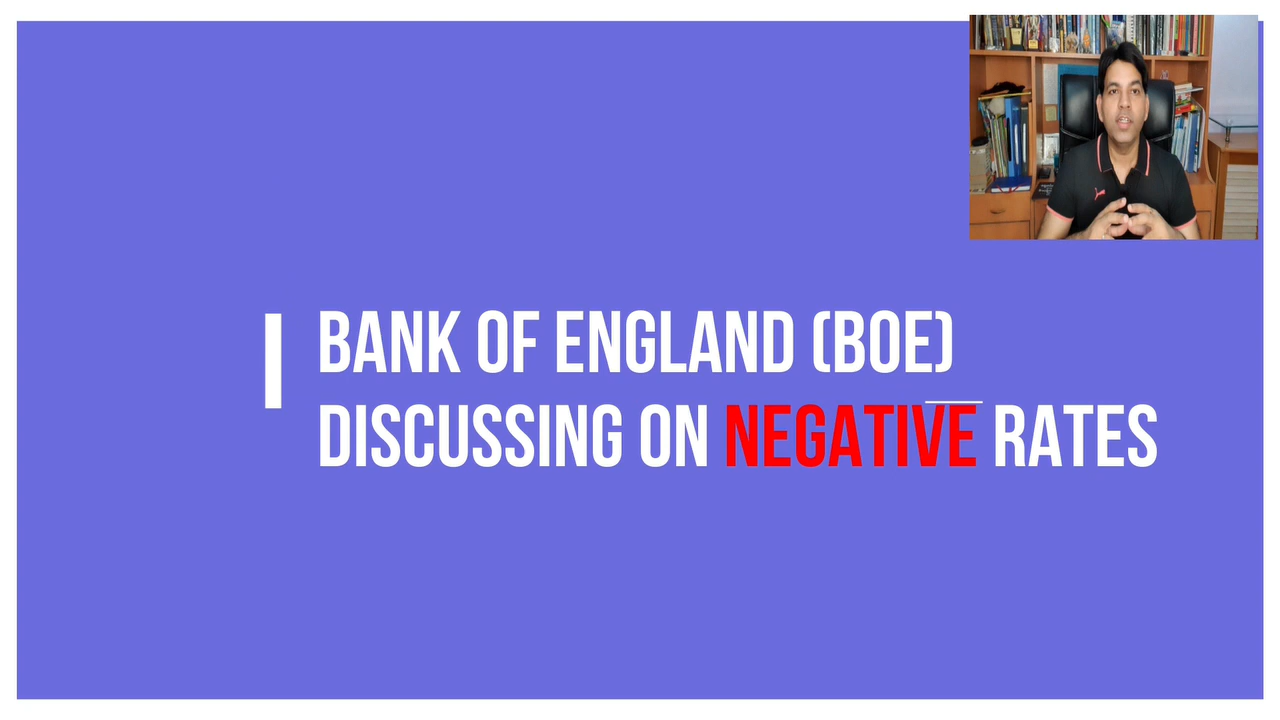 BANK OF ENGLAND (BOE)
DISCUSSING ON NEGATIVE RATES